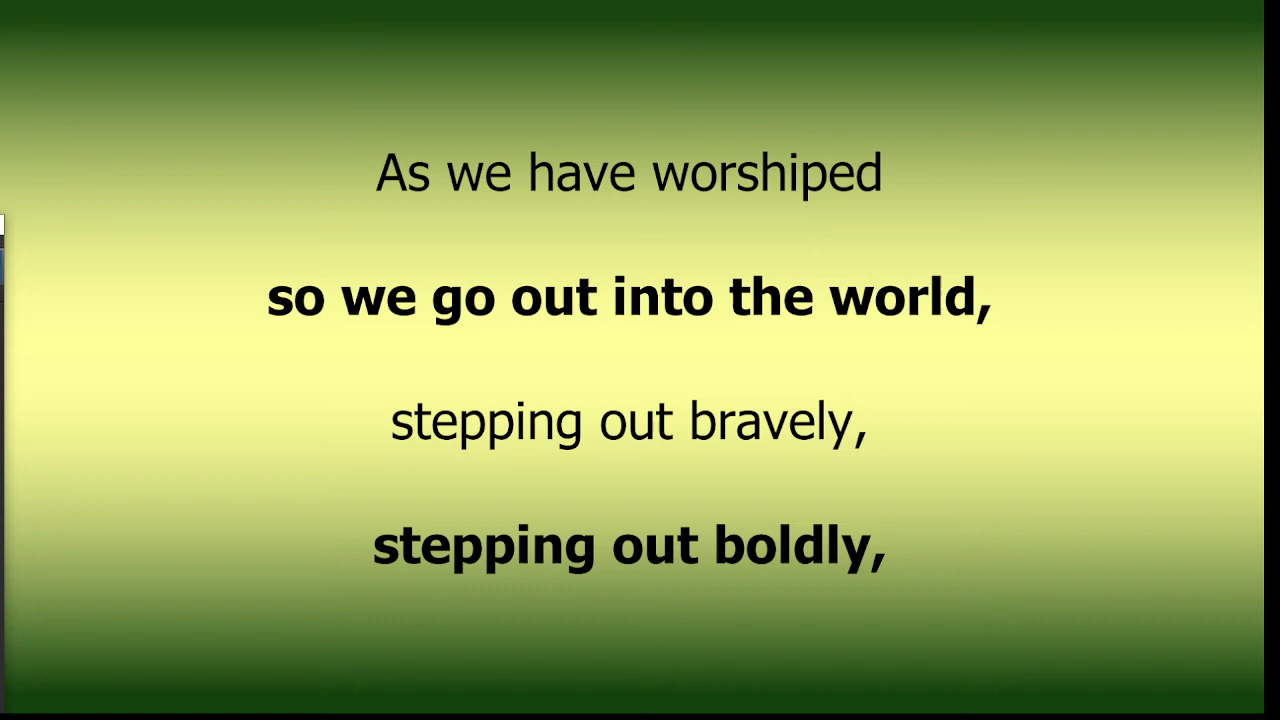 As we have worshiped
so we go out into the world,
stepping out bravely,
stepping out boldly,